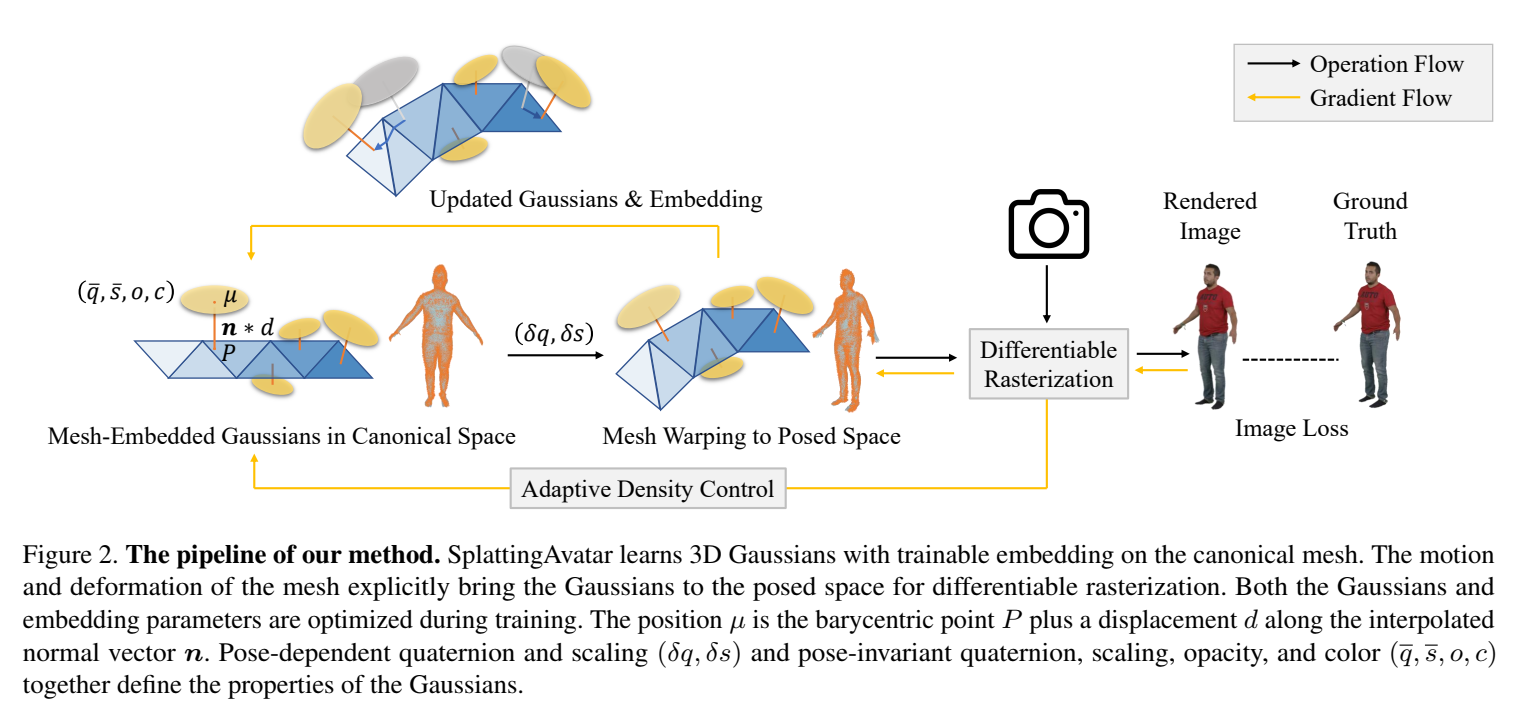 Operation Flow
Gradient Flow
Updated Gaussians & Embedding
Rendered
Image
Ground
Truth
(q̅, s̅, o, c)
μ
n * d
P
(δq, δs)
Differentiable
Rasterization
Mesh-Embedded Gaussians in Canonical Space
Mesh Warping to Posed Space
Image Loss
Adaptive Density Control
Figure 2. The pipeline of our method. SplattingAvatar learns 3D Gaussians with trainable embedding on the canonical mesh. The motion
and deformation of the mesh explicitly bring the Gaussians to the posed space for differentiable rasterization. Both the Gaussians and
embedding parameters are optimized during training. The position μ is the barycentric point P plus a displacement d along the interpolated
normal vector n. Pose-dependent quaternion and scaling (δq, δs) and pose-invariant quaternion, scaling, opacity, and color (q̅, s̅, o, c)
together define the properties of the Gaussians.